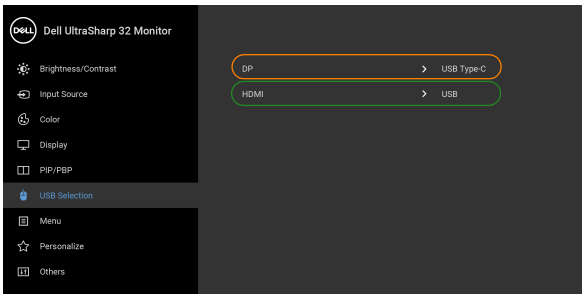 DELL Dell UltraSharp 32 Monitor
Brightness/Contrast
DP > USB Type-C
Input Source
HDMI > USB
Color
Display
PIP/PBP
USB Selection
Menu
Personalize
Others